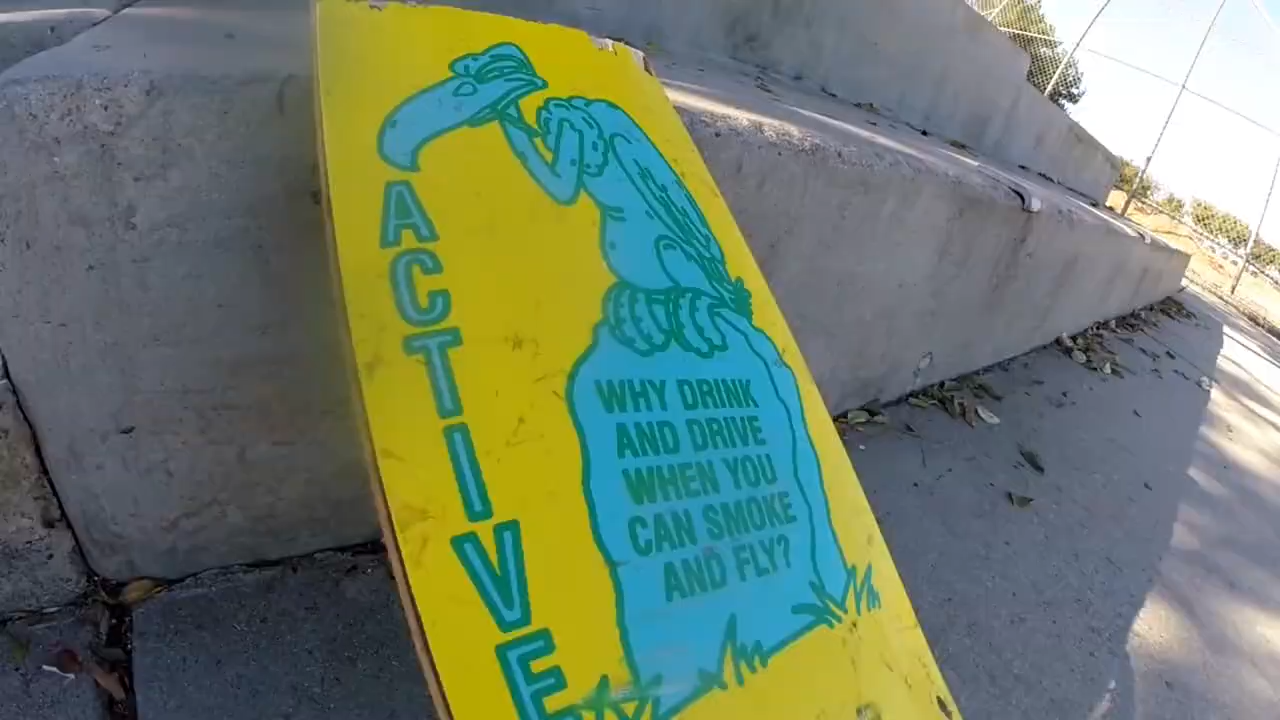 ACTIVE
WHY DRINK
AND DRIVE
WHEN YOU
CAN SMOKE
AND FLY?